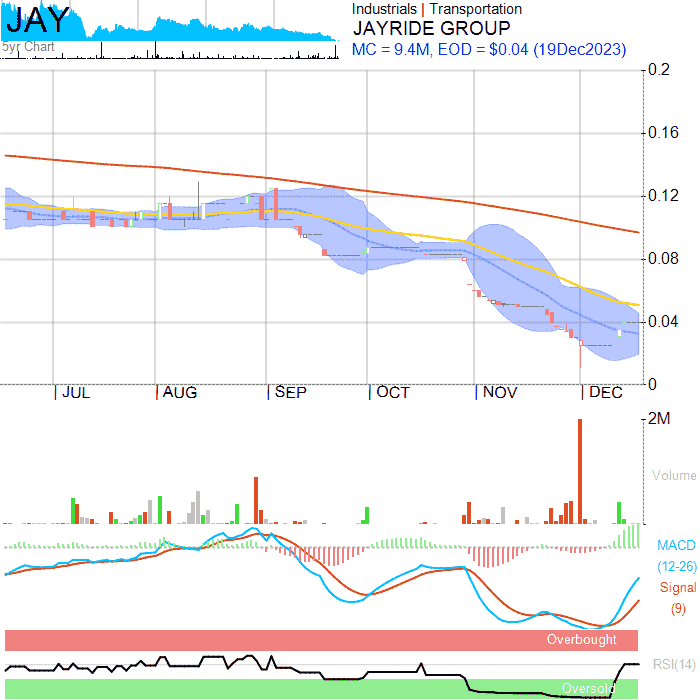 JAY
5yr Chart
Industrials | Transportation
JAYRIDE GROUP
MC = 9.4M, EOD = $0.04 (19Dec2023)
0.2
0.16
0.12
0.08
0.04
0
JUL
AUG
SEP
OCT
NOV
DEC
2M
Volume
MACD
(12-26)
Signal
(9)
Overbought
RSI(14)
Oversold